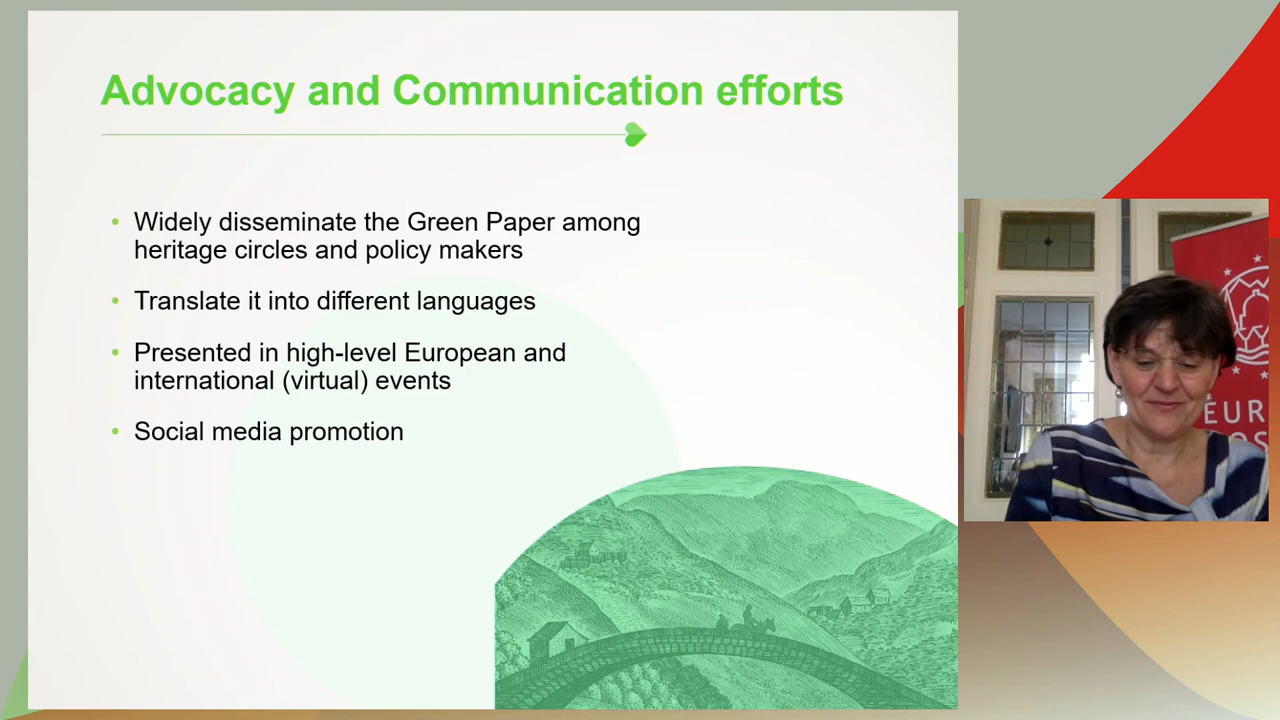 Advocacy and Communication efforts
• Widely disseminate the Green Paper among
heritage circles and policy makers
• Translate it into different languages
• Presented in high-level European and
international (virtual) events
• Social media promotion
EUR